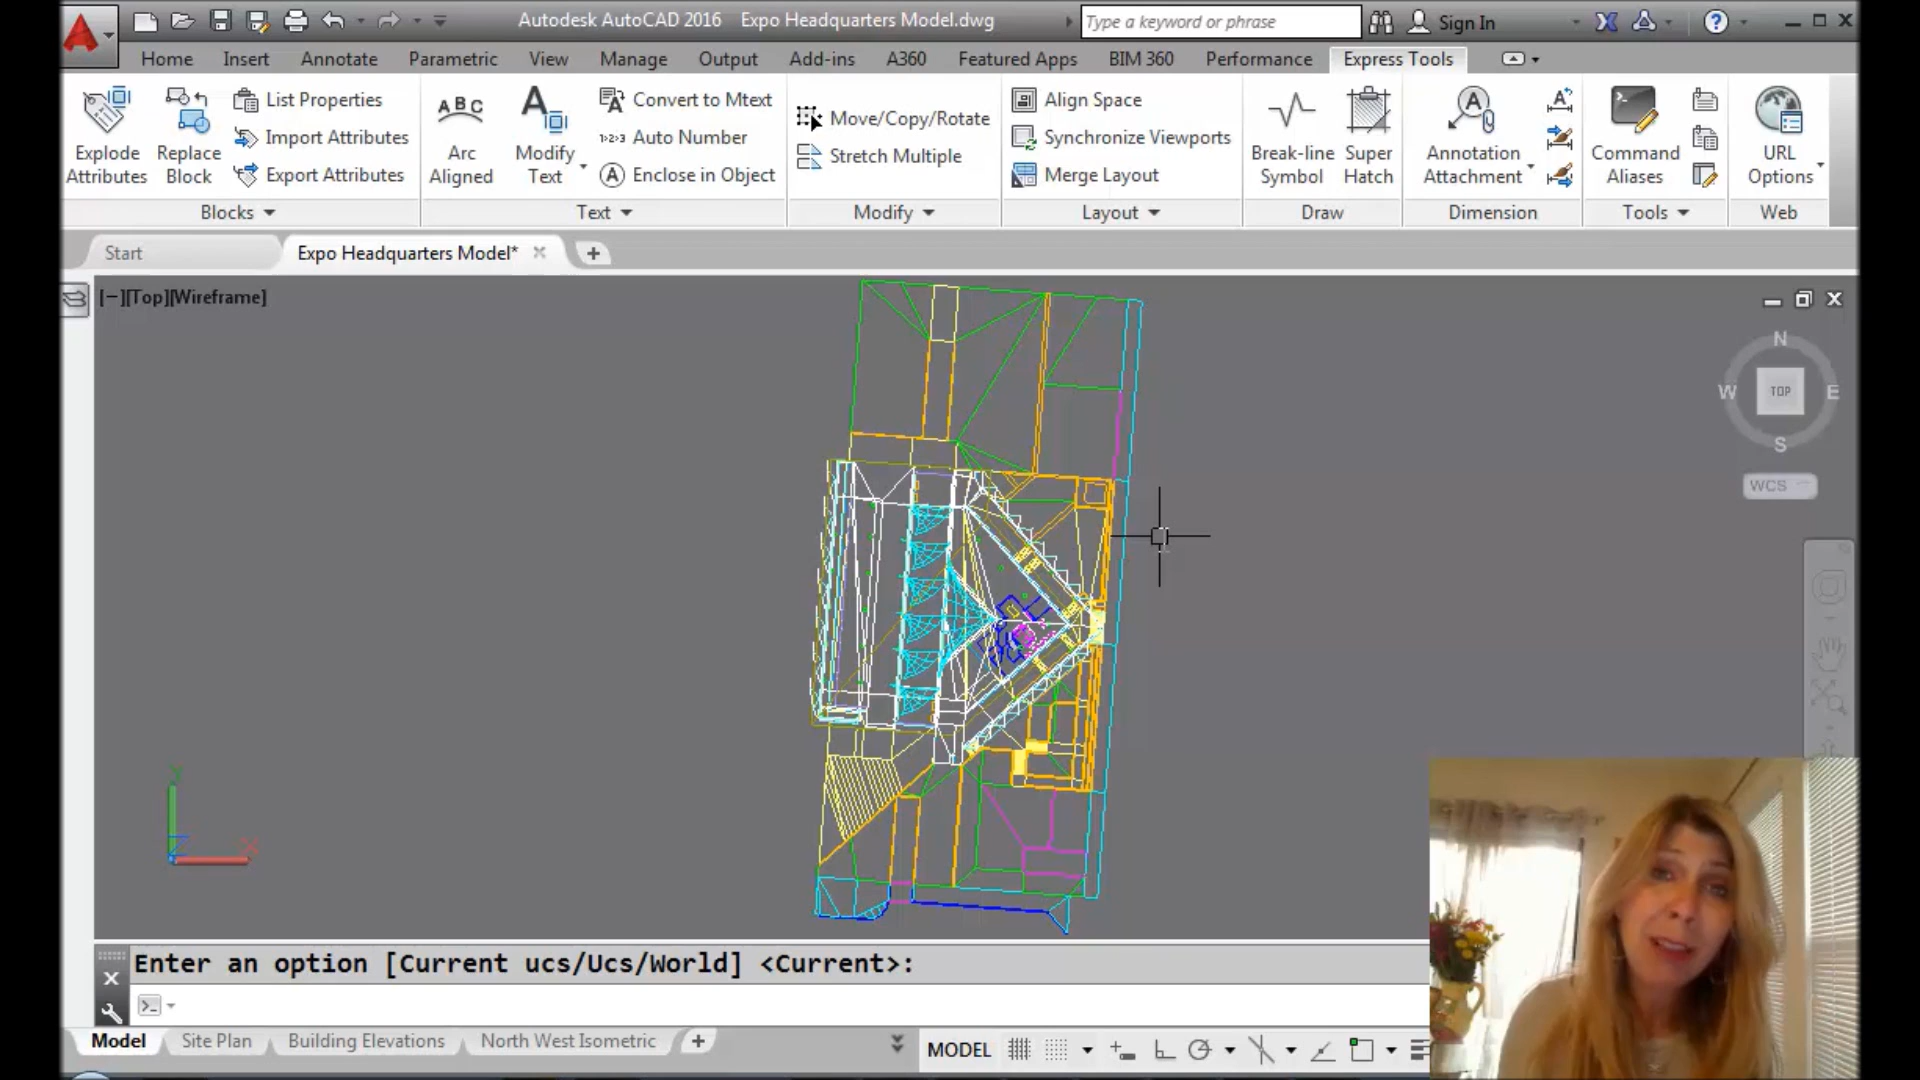 Autodesk AutoCAD 2016 Expo Headquarters Model.dwg Type a keyword or phrase Sign In
Home Insert Annotate Parametric View Manage Output Add-ins A360 Featured Apps BIM 360 Performance Express Tools
Explode Attributes
Replace Block
List Properties
Import Attributes
Export Attributes
ABC
Arc Aligned
Modify Text
Convert to Mtext
1-2-3 Auto Number
Enclose in Object
Move/Copy/Rotate
Stretch Multiple
Align Space
Synchronize Viewports
Merge Layout
Break-line Symbol
Super Hatch
Annotation Attachment
Command Aliases
URL Options
Blocks Text Modify Layout Draw Dimension Tools Web
Start Expo Headquarters Model*
[−][Top][Wireframe]
N
W TOP E
S
WCS
Y
X
Enter an option [Current ucs/Ucs/World] <Current>:
Model Site Plan Building Elevations North West Isometric MODEL